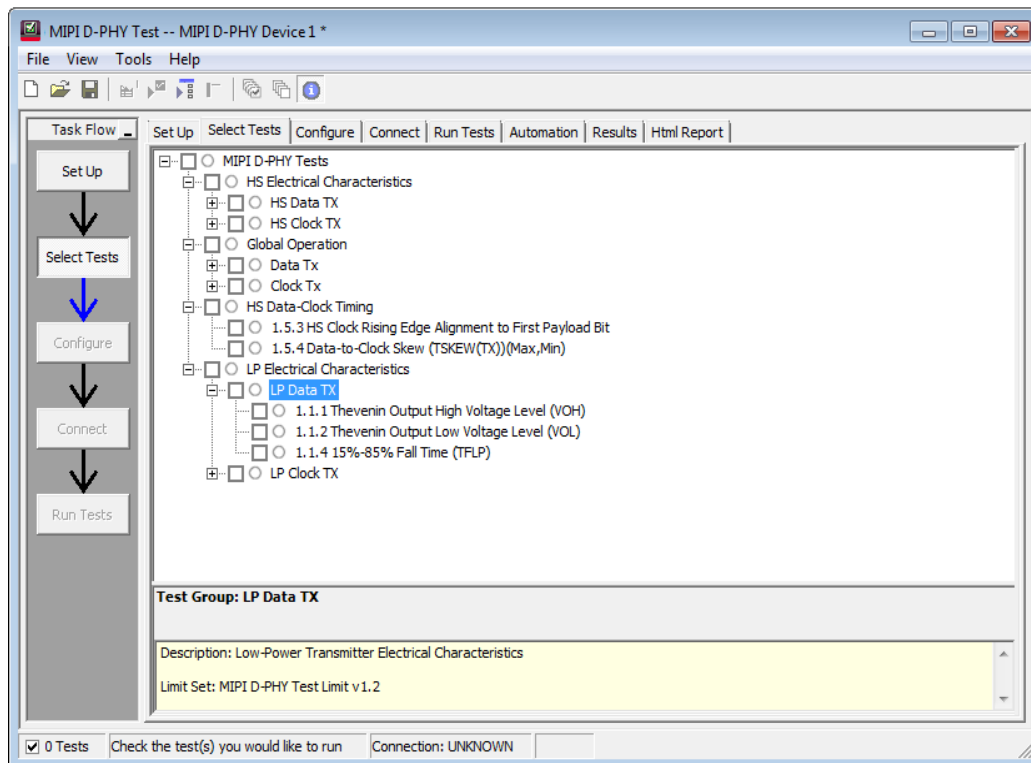 MIPI D-PHY Test -- MIPI D-PHY Device 1 *
File View Tools Help
Task Flow
Set Up Select Tests Configure Connect Run Tests Automation Results Html Report
Set Up
Select Tests
Configure
Connect
Run Tests
MIPI D-PHY Tests
HS Electrical Characteristics
HS Data TX
HS Clock TX
Global Operation
Data Tx
Clock Tx
HS Data-Clock Timing
1.5.3 HS Clock Rising Edge Alignment to First Payload Bit
1.5.4 Data-to-Clock Skew (TSKEW(TX))(Max,Min)
LP Electrical Characteristics
LP Data TX
1.1.1 Thevenin Output High Voltage Level (VOH)
1.1.2 Thevenin Output Low Voltage Level (VOL)
1.1.4 15%-85% Fall Time (TFLP)
LP Clock TX
Test Group: LP Data TX
Description: Low-Power Transmitter Electrical Characteristics
Limit Set: MIPI D-PHY Test Limit v1.2
0 Tests Check the test(s) you would like to run Connection: UNKNOWN